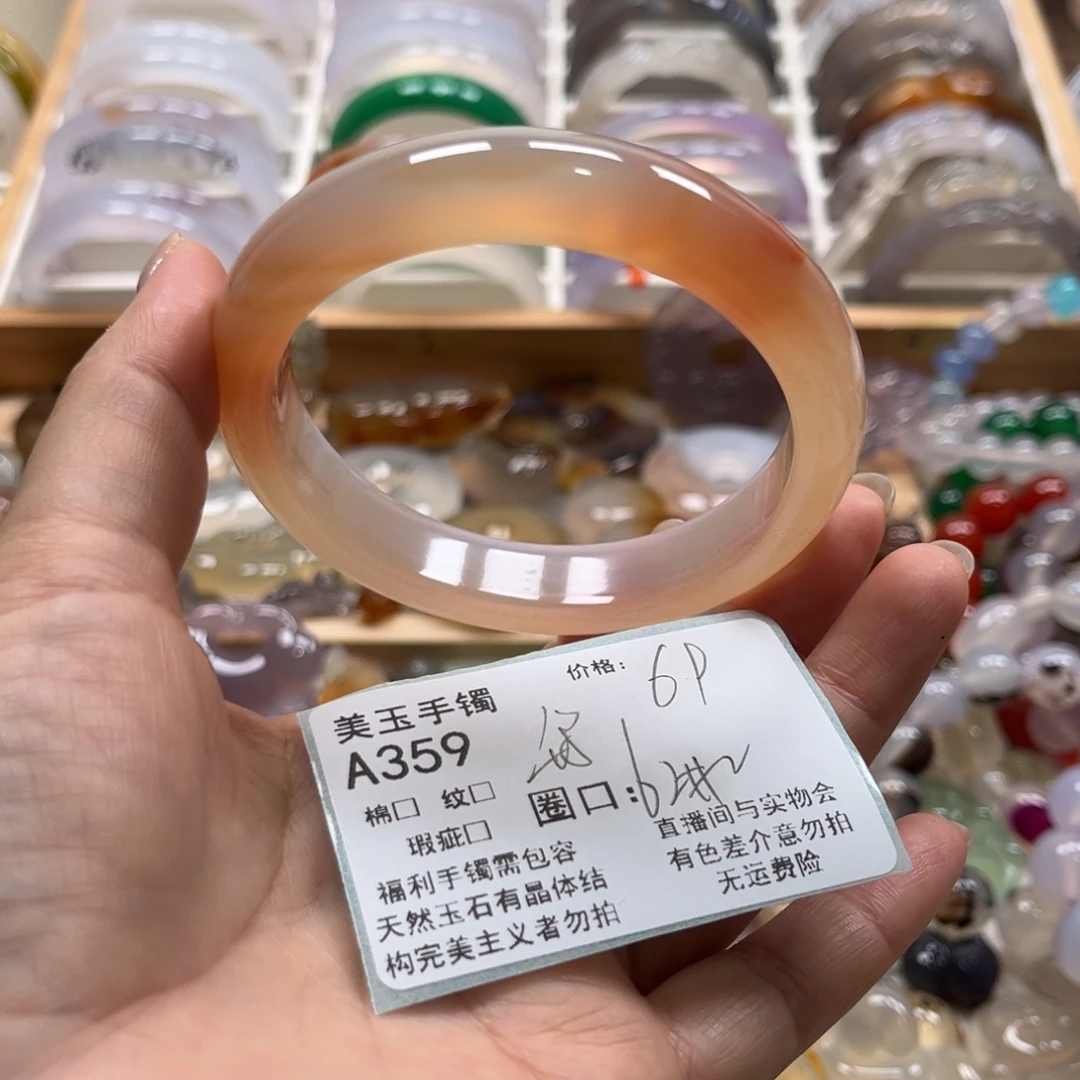 价格: 6P
美玉手镯
A359
棉□ 纹□
圈口:
瑕疵□
直播间与实物会
有色差介意勿拍
无运费险
福利手镯需包容
天然玉石有晶体结
构完美主义者勿拍